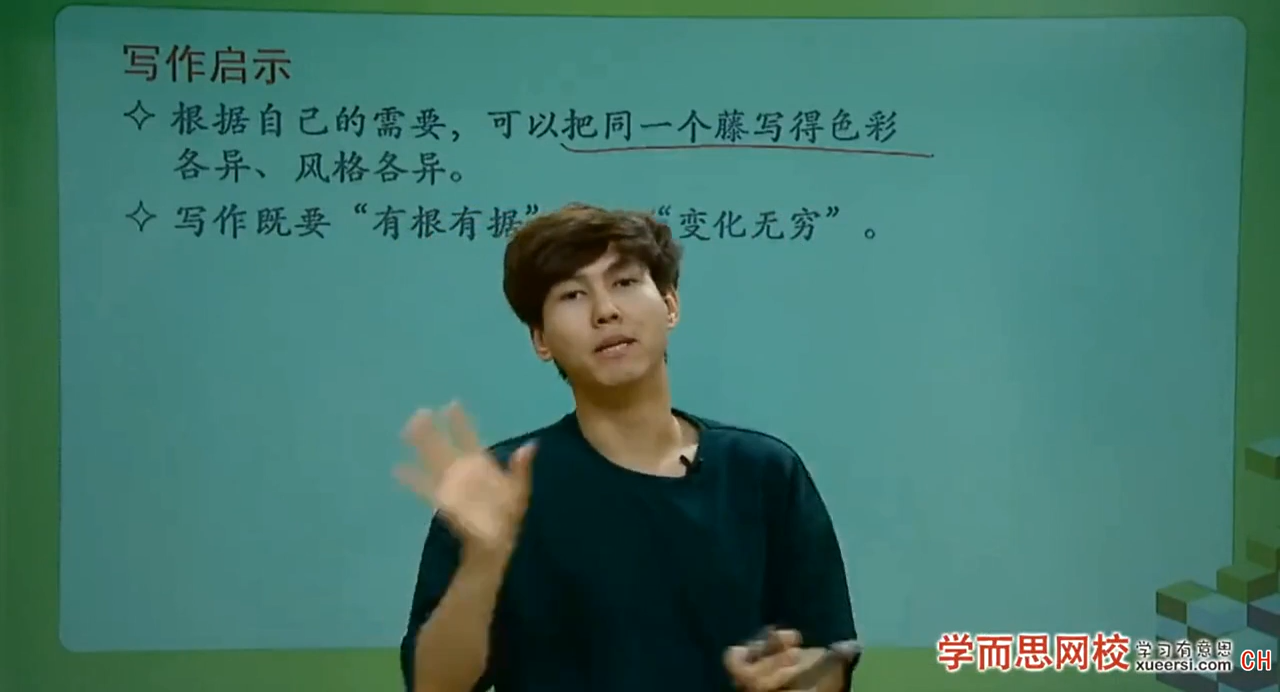 写作启示
✧ 根据自己的需要，可以把同一个藤写得色彩
各异、风格各异。
✧ 写作既要“有根有据” “变化无穷”。
学而思网校 学习有意思
xueersi.com CH